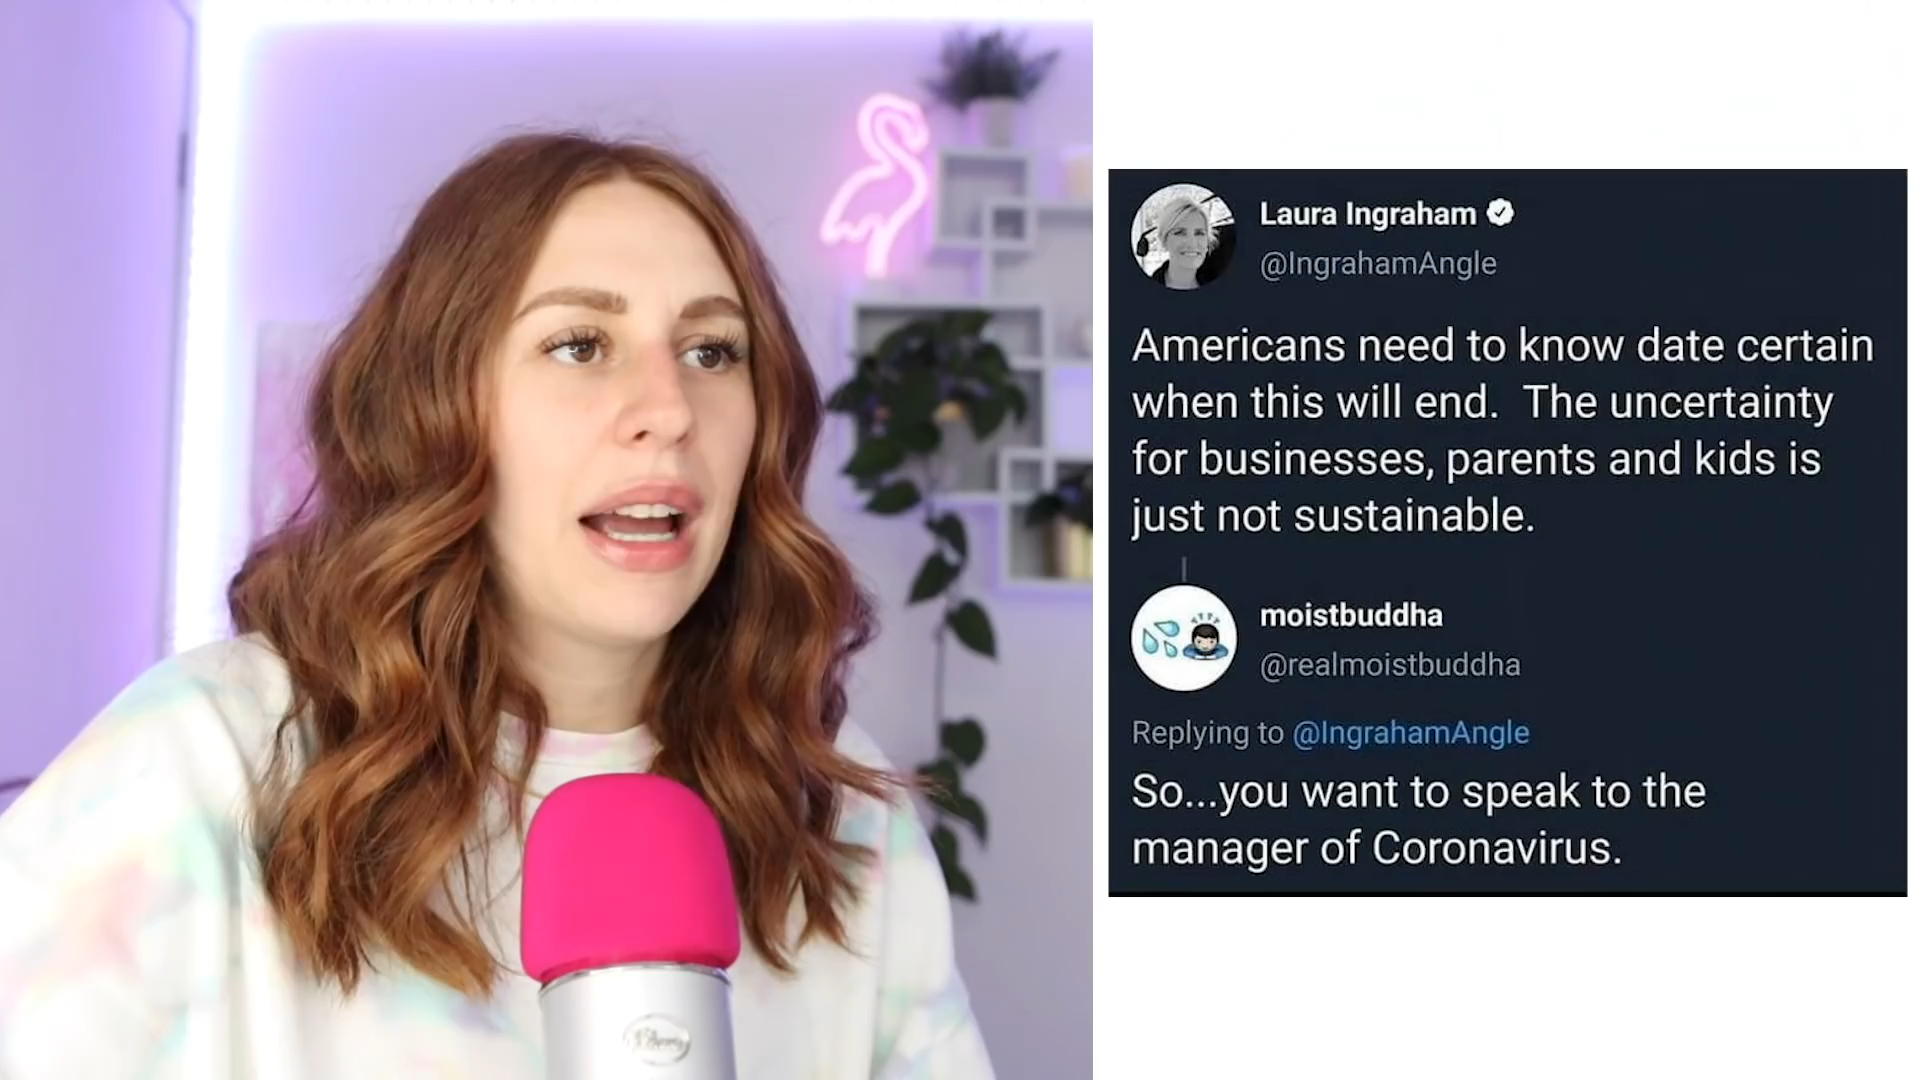 Laura Ingraham
@IngrahamAngle
Americans need to know date certain
when this will end.  The uncertainty
for businesses, parents and kids is
just not sustainable.
moistbuddha
@realmoistbuddha
Replying to @IngrahamAngle
So...you want to speak to the
manager of Coronavirus.